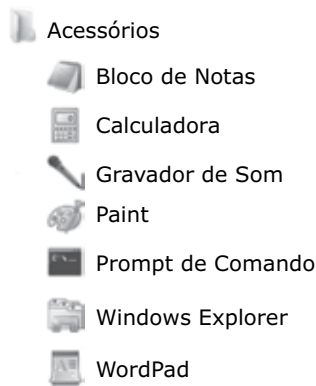 Acessórios
Bloco de Notas
Calculadora
Gravador de Som
Paint
Prompt de Comando
Windows Explorer
WordPad